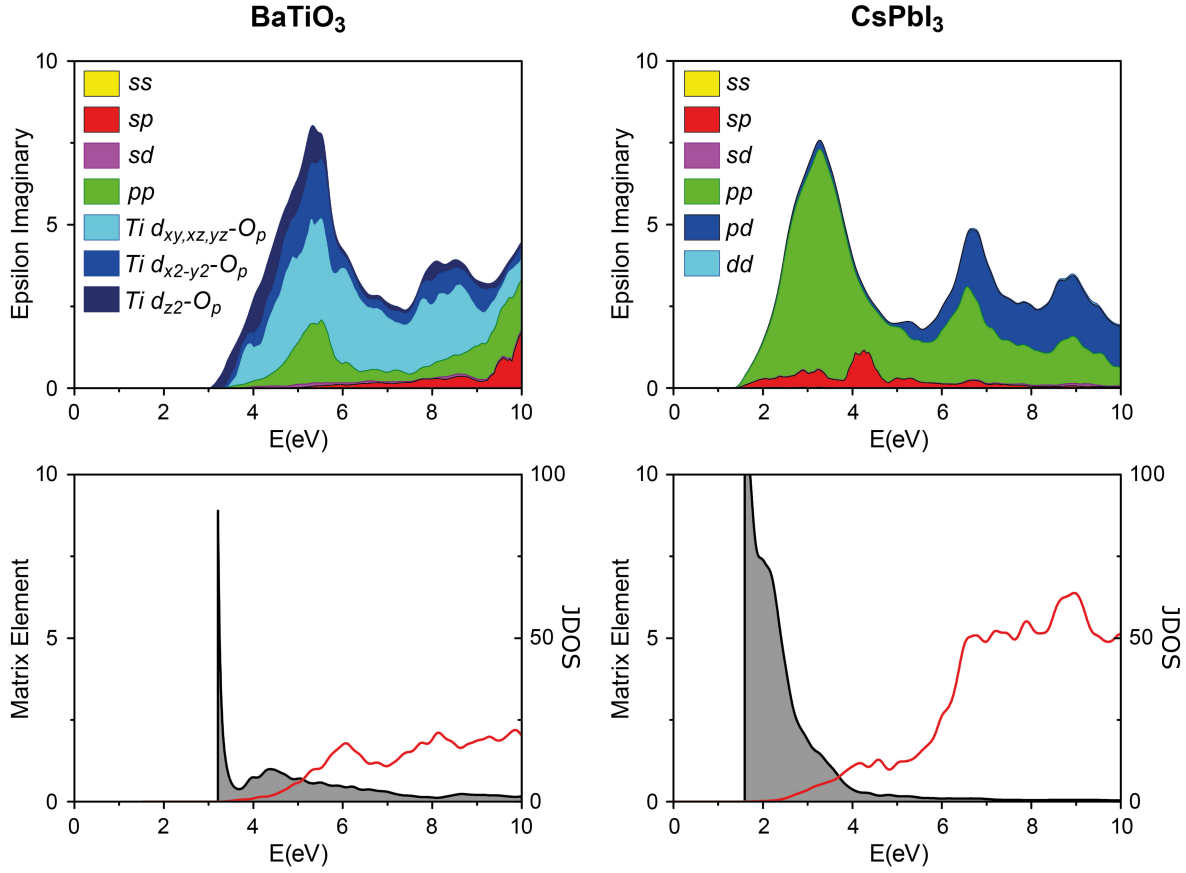 BaTiO3
CsPbI3
10
5
0
Epsilon Imaginary
ss
sp
sd
pp
Ti dxy,xz,yz-Op
Ti dx2-y2-Op
Ti dz2-Op
0 2 4 6 8 10
E(eV)
10
5
0
Epsilon Imaginary
ss
sp
sd
pp
pd
dd
0 2 4 6 8 10
E(eV)
10
5
0
Matrix Element
100
50
0
JDOS
0 2 4 6 8 10
E(eV)
10
5
0
Matrix Element
100
50
0
JDOS
0 2 4 6 8 10
E(eV)